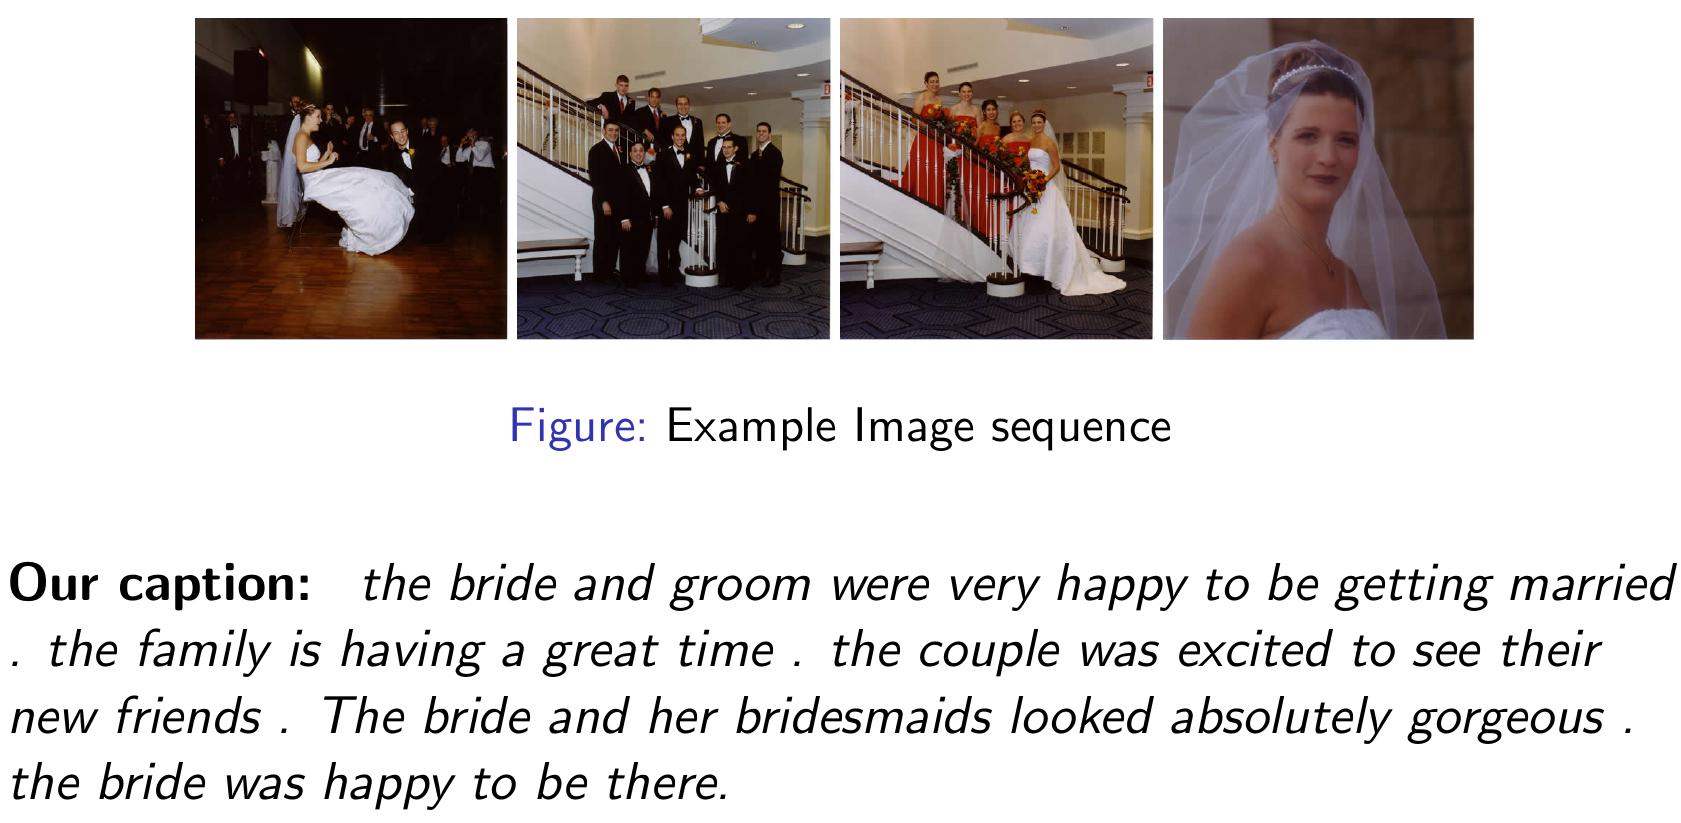 Figure: Example Image sequence
Our caption: the bride and groom were very happy to be getting married
. the family is having a great time . the couple was excited to see their
new friends . The bride and her bridesmaids looked absolutely gorgeous .
the bride was happy to be there.